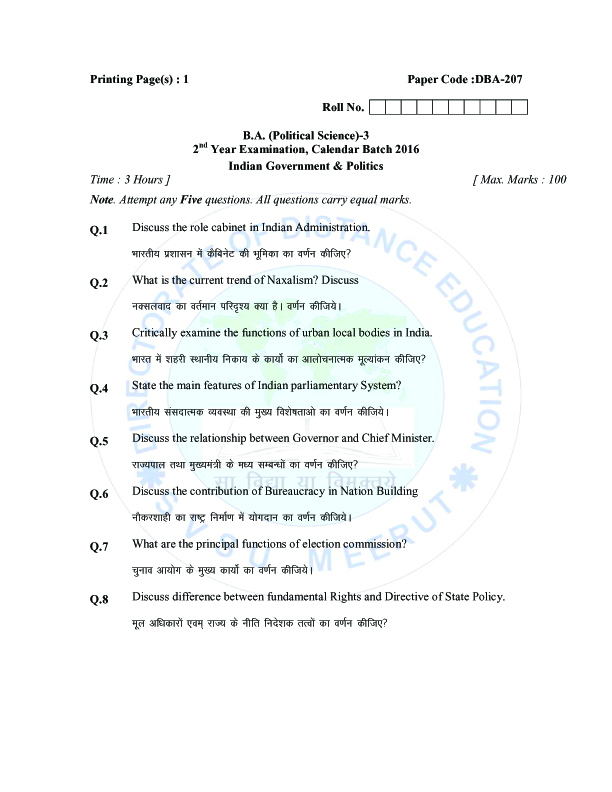 Printing Page(s) : 1 Paper Code :DBA-207
Roll No.
B.A. (Political Science)-3
2nd Year Examination, Calendar Batch 2016
Indian Government & Politics
Time : 3 Hours ] [ Max. Marks : 100
Note. Attempt any Five questions. All questions carry equal marks.
Q.1 Discuss the role cabinet in Indian Administration.
भारतीय प्रशासन में कैबिनेट की भूमिका का वर्णन कीजिए?
Q.2 What is the current trend of Naxalism? Discuss
नक्सलवाद का वर्तमान परिदृश्य क्या है। वर्णन कीजिये।
Q.3 Critically examine the functions of urban local bodies in India.
भारत में शहरी स्थानीय निकाय के कार्यो का आलोचनात्मक मूल्यांकन कीजिए?
Q.4 State the main features of Indian parliamentary System?
भारतीय संसदात्मक व्यवस्था की मुख्य विशेषताओ का वर्णन कीजिये।
Q.5 Discuss the relationship between Governor and Chief Minister.
राज्यपाल तथा मुख्यमंत्री के मध्य सम्बन्धों का वर्णन कीजिए?
Q.6 Discuss the contribution of Bureaucracy in Nation Building
नौकरशाही का राष्ट्र निर्माण में योगदान का वर्णन कीजिये।
Q.7 What are the principal functions of election commission?
चुनाव आयोग के मुख्य कार्यो का वर्णन कीजिये।
Q.8 Discuss difference between fundamental Rights and Directive of State Policy.
मूल अधिकारों एवम् राज्य के नीति निदेशक तत्वों का वर्णन कीजिए?
DIRECTORATE OF DISTANCE EDUCATION
सा विद्या या विमुक्तये
SVSU MEERUT